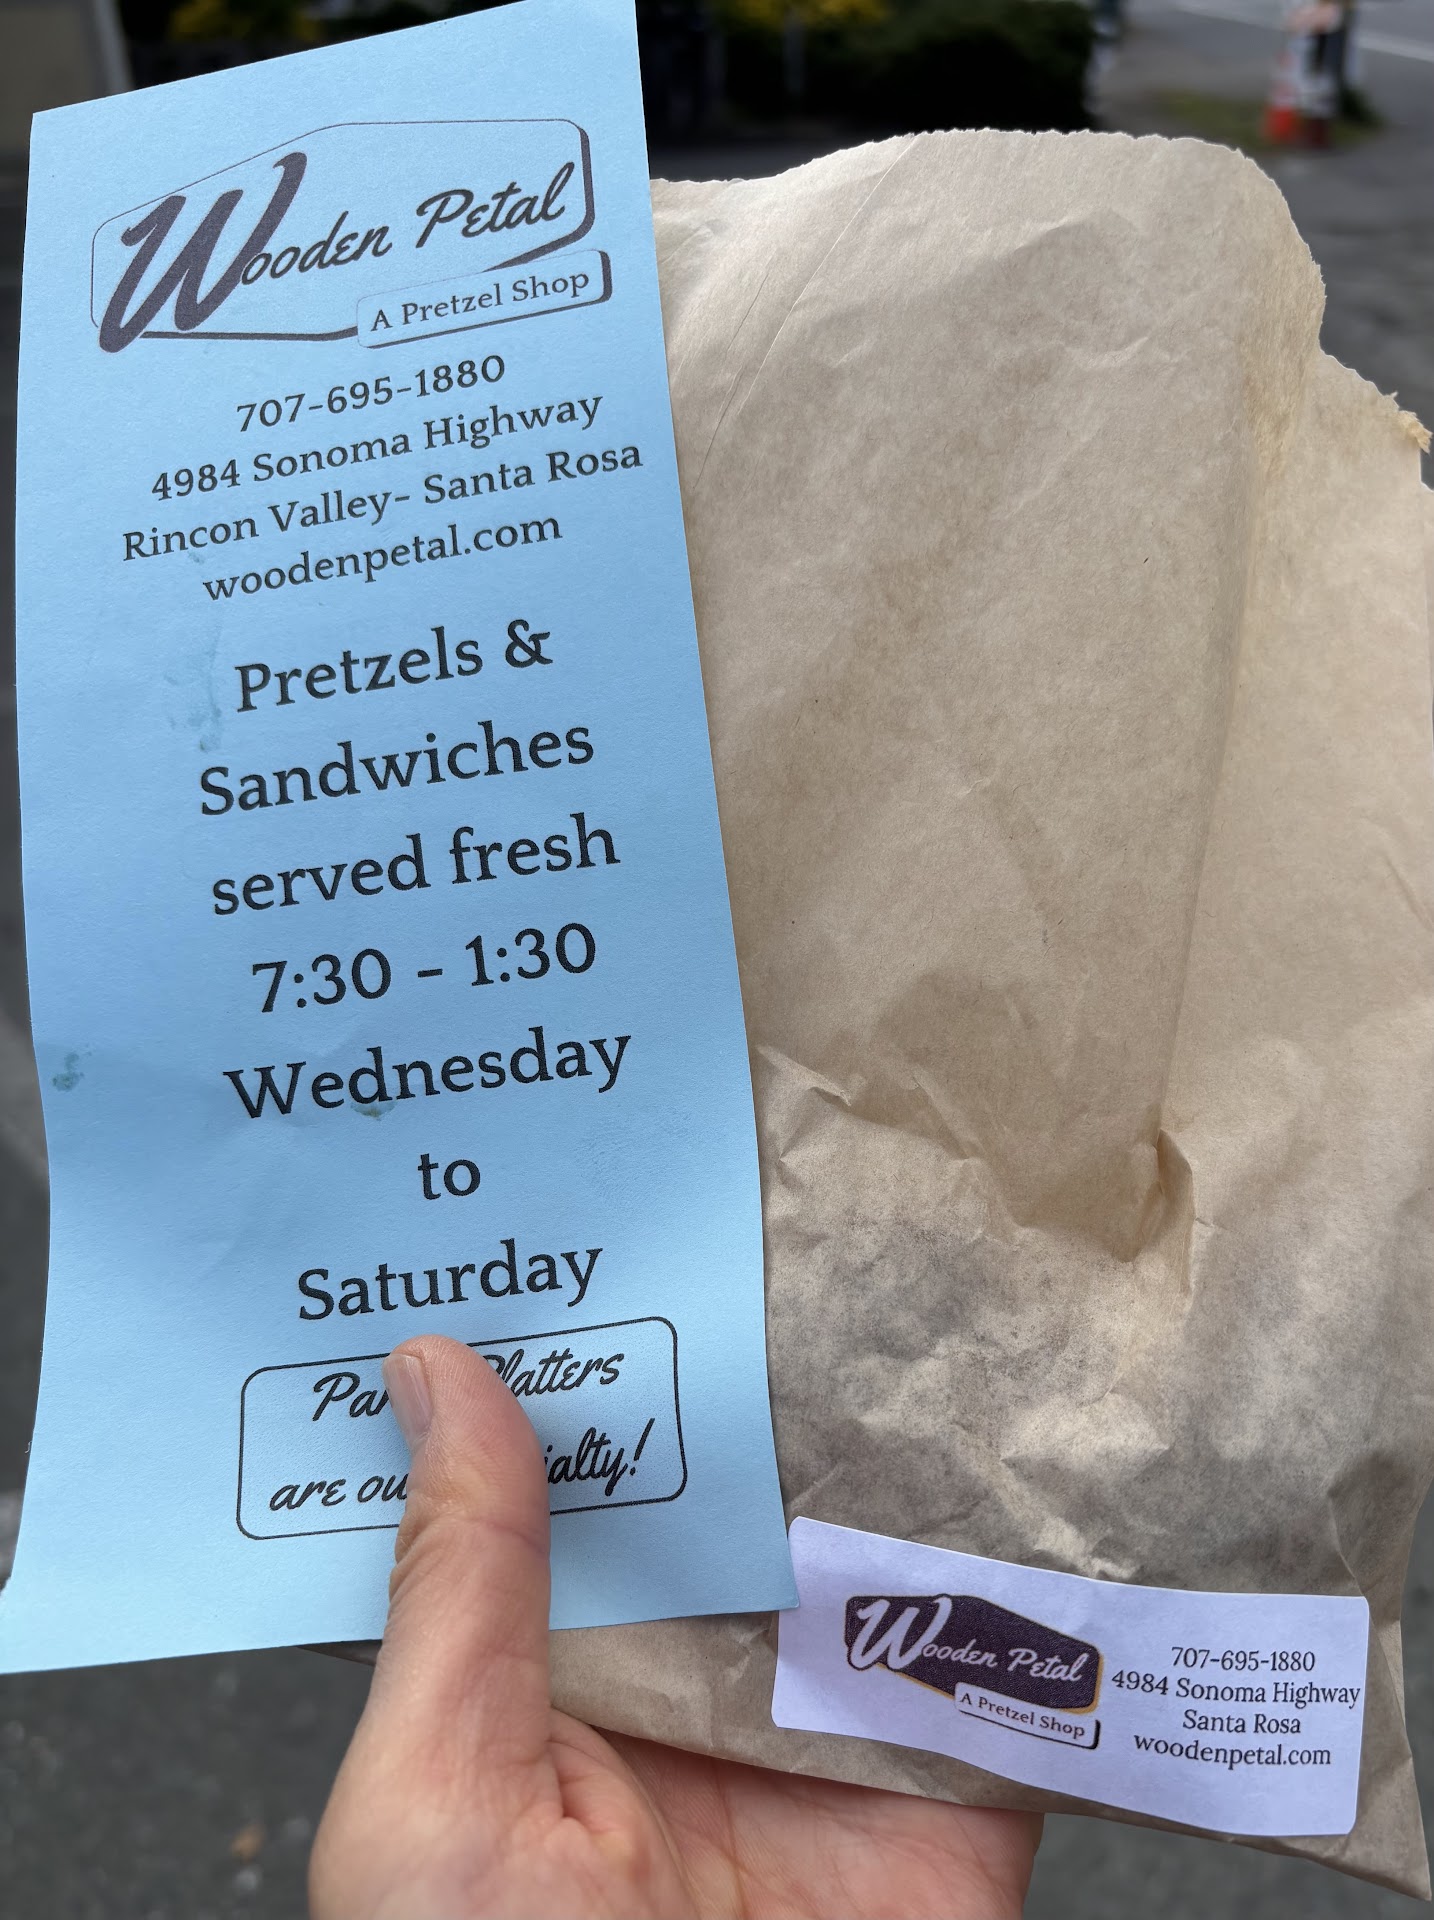 Wooden Petal
A Pretzel Shop
707-695-1880
4984 Sonoma Highway
Rincon Valley- Santa Rosa
woodenpetal.com
Pretzels &
Sandwiches
served fresh
7:30 - 1:30
Wednesday
to
Saturday
Platters
are
Wooden Petal
A Pretzel Shop
707-695-1880
4984 Sonoma Highway
Santa Rosa
woodenpetal.com